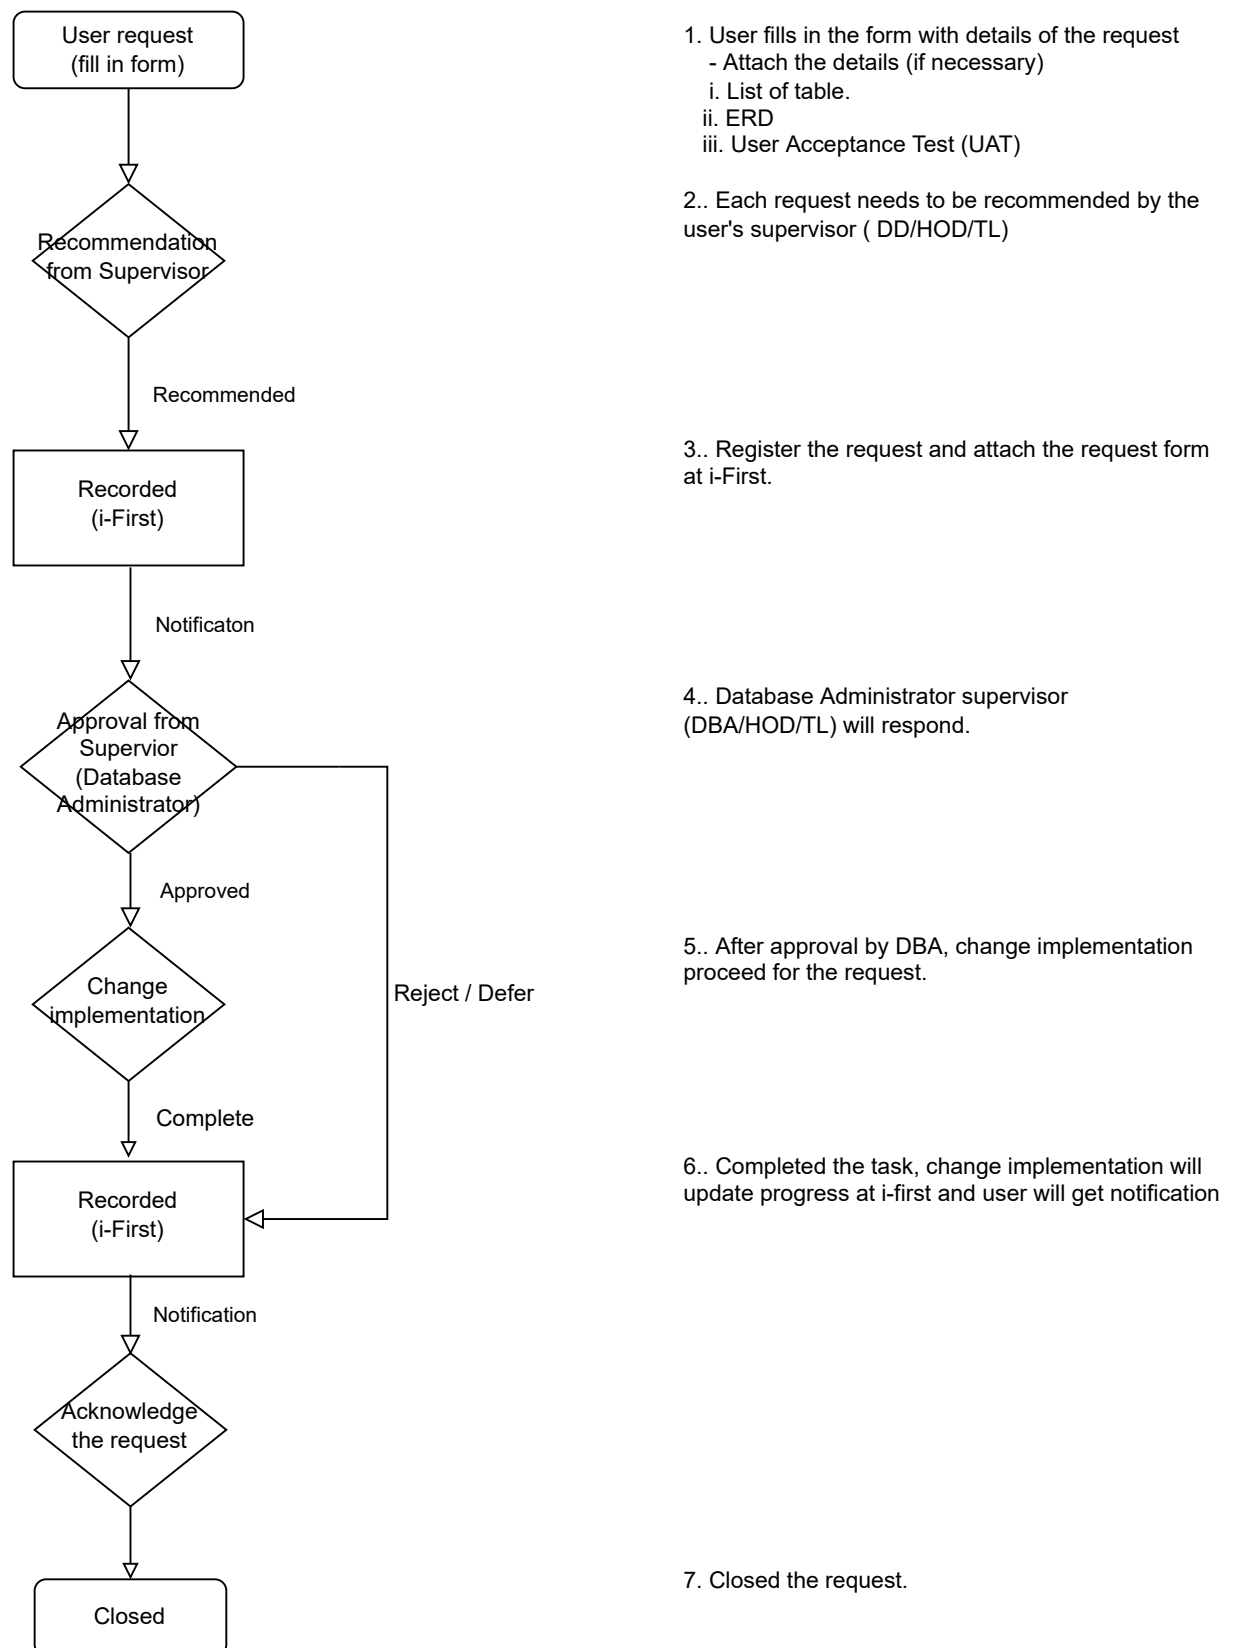 User request
(fill in form)
1. User fills in the form with details of the request
- Attach the details (if necessary)
i. List of table.
ii. ERD
iii. User Acceptance Test (UAT)
2.. Each request needs to be recommended by the
user's supervisor ( DD/HOD/TL)
Recommendation
from Supervisor
Recommended
3.. Register the request and attach the request form
at i-First.
Recorded
(i-First)
Notificaton
4.. Database Administrator supervisor
(DBA/HOD/TL) will respond.
Approval from
Supervior
(Database
Administrator)
Approved
5.. After approval by DBA, change implementation
proceed for the request.
Change
implementation
Reject / Defer
Complete
6.. Completed the task, change implementation will
update progress at i-first and user will get notification
Recorded
(i-First)
Notification
Acknowledge
the request
7. Closed the request.
Closed